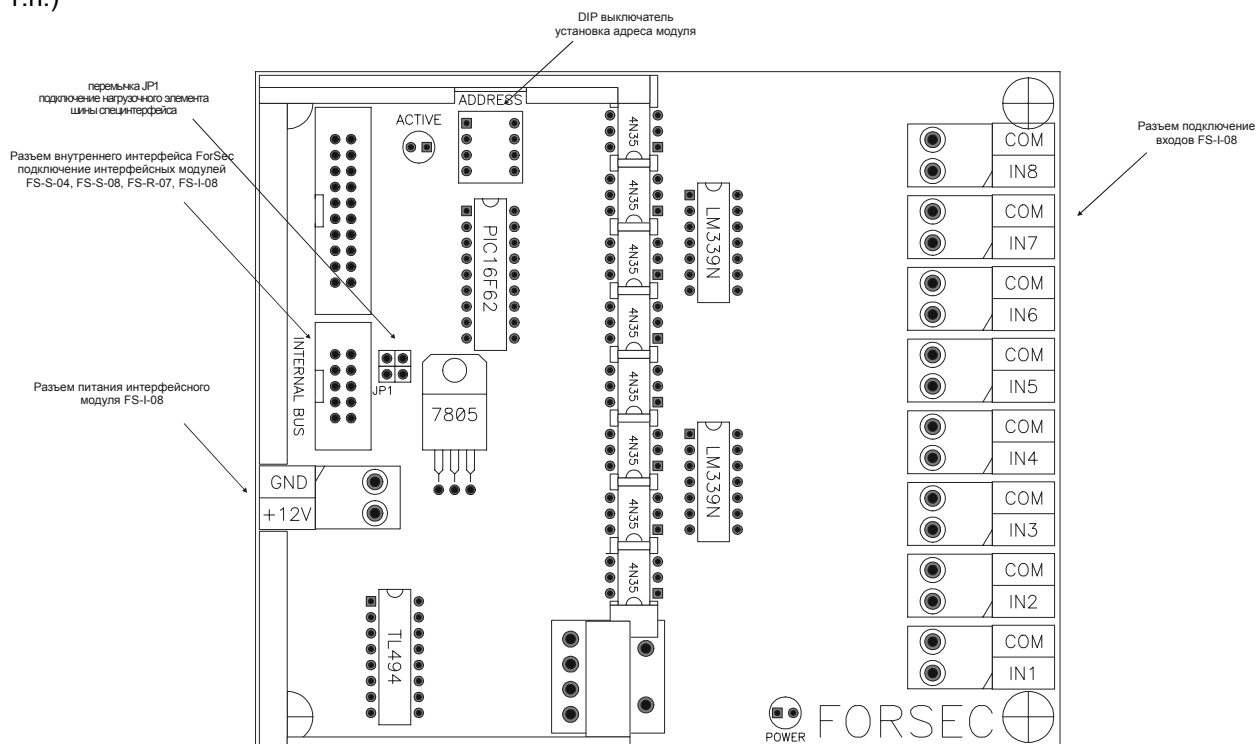 т.п.)
DIP выключатель
установка адреса модуля
перемычка JP1
подключение нагрузочного элемента
шины специнтерфейса
ADDRESS
ACTIVE
Разъем внутреннего интерфейса ForSec
подключение интерфейсных модулей
FS-S-04, FS-S-08, FS-R-07, FS-I-08
Разъем подключение
входов FS-I-08
4N35
4N35
4N35
4N35
4N35
4N35
4N35
4N35
PIC16F62
LM339N
LM339N
COM
IN8
COM
IN7
COM
IN6
COM
IN5
COM
IN4
COM
IN3
COM
IN2
COM
IN1
INTERNAL BUS
JP1
7805
Разъем питания интерфейсного
модуля FS-I-08
GND
+12V
TL494
POWER
FORSEC